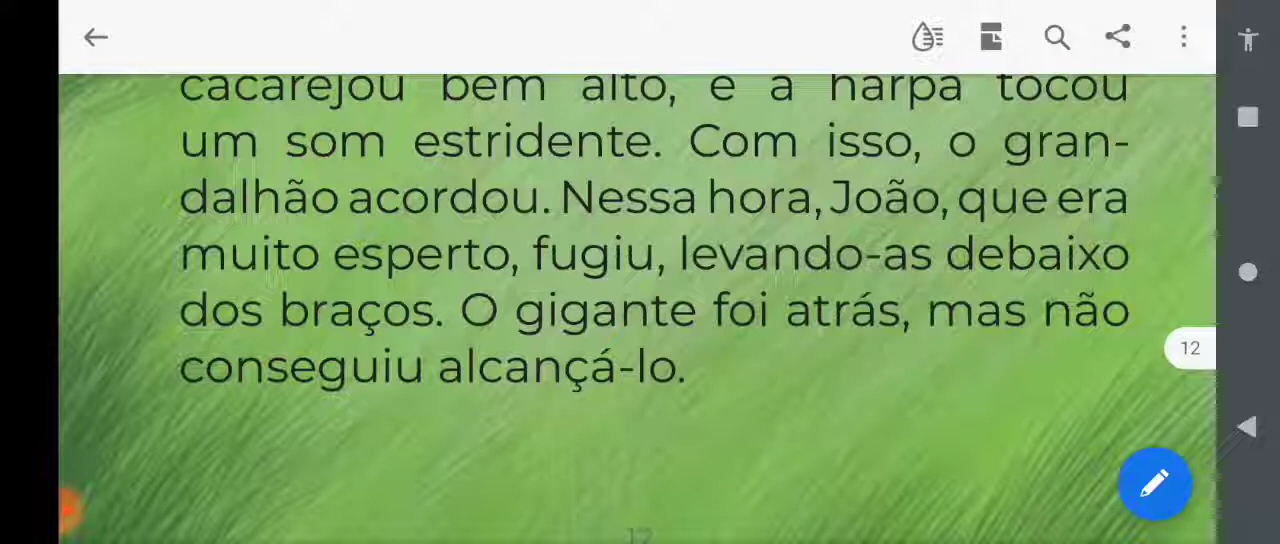 cacarejou bem alto, e a harpa tocou
um som estridente. Com isso, o gran-
dalhão acordou. Nessa hora, João, que era
muito esperto, fugiu, levando-as debaixo
dos braços. O gigante foi atrás, mas não
conseguiu alcançá-lo.
12
12